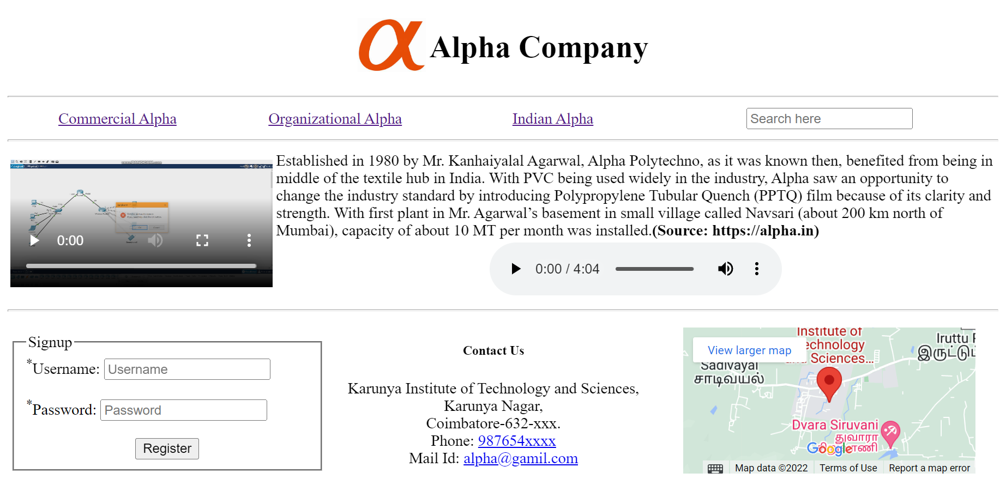 Alpha Company
Commercial Alpha
Organizational Alpha
Indian Alpha
Search here
Logical
Physical
0:00
Established in 1980 by Mr. Kanhaiyalal Agarwal, Alpha Polytechno, as it was known then, benefited from being in
middle of the textile hub in India. With PVC being used widely in the industry, Alpha saw an opportunity to
change the industry standard by introducing Polypropylene Tubular Quench (PPTQ) film because of its clarity and
strength. With first plant in Mr. Agarwal’s basement in small village called Navsari (about 200 km north of
Mumbai), capacity of about 10 MT per month was installed.(Source: https://alpha.in)
0:00 / 4:04
Signup
*Username: Username
*Password: Password
Register
Contact Us
Karunya Institute of Technology and Sciences,
Karunya Nagar,
Coimbatore-632-xxx.
Phone: 987654xxxx
Mail Id: alpha@gamil.com
Institute of
echnology
Sciences...
View larger map
Sadivayal
சாடிவயல்
Iruttu
இருட்டு
Dvara Siruvani
துவாரா
Google
Map data ©2022
Terms of Use
Report a map error